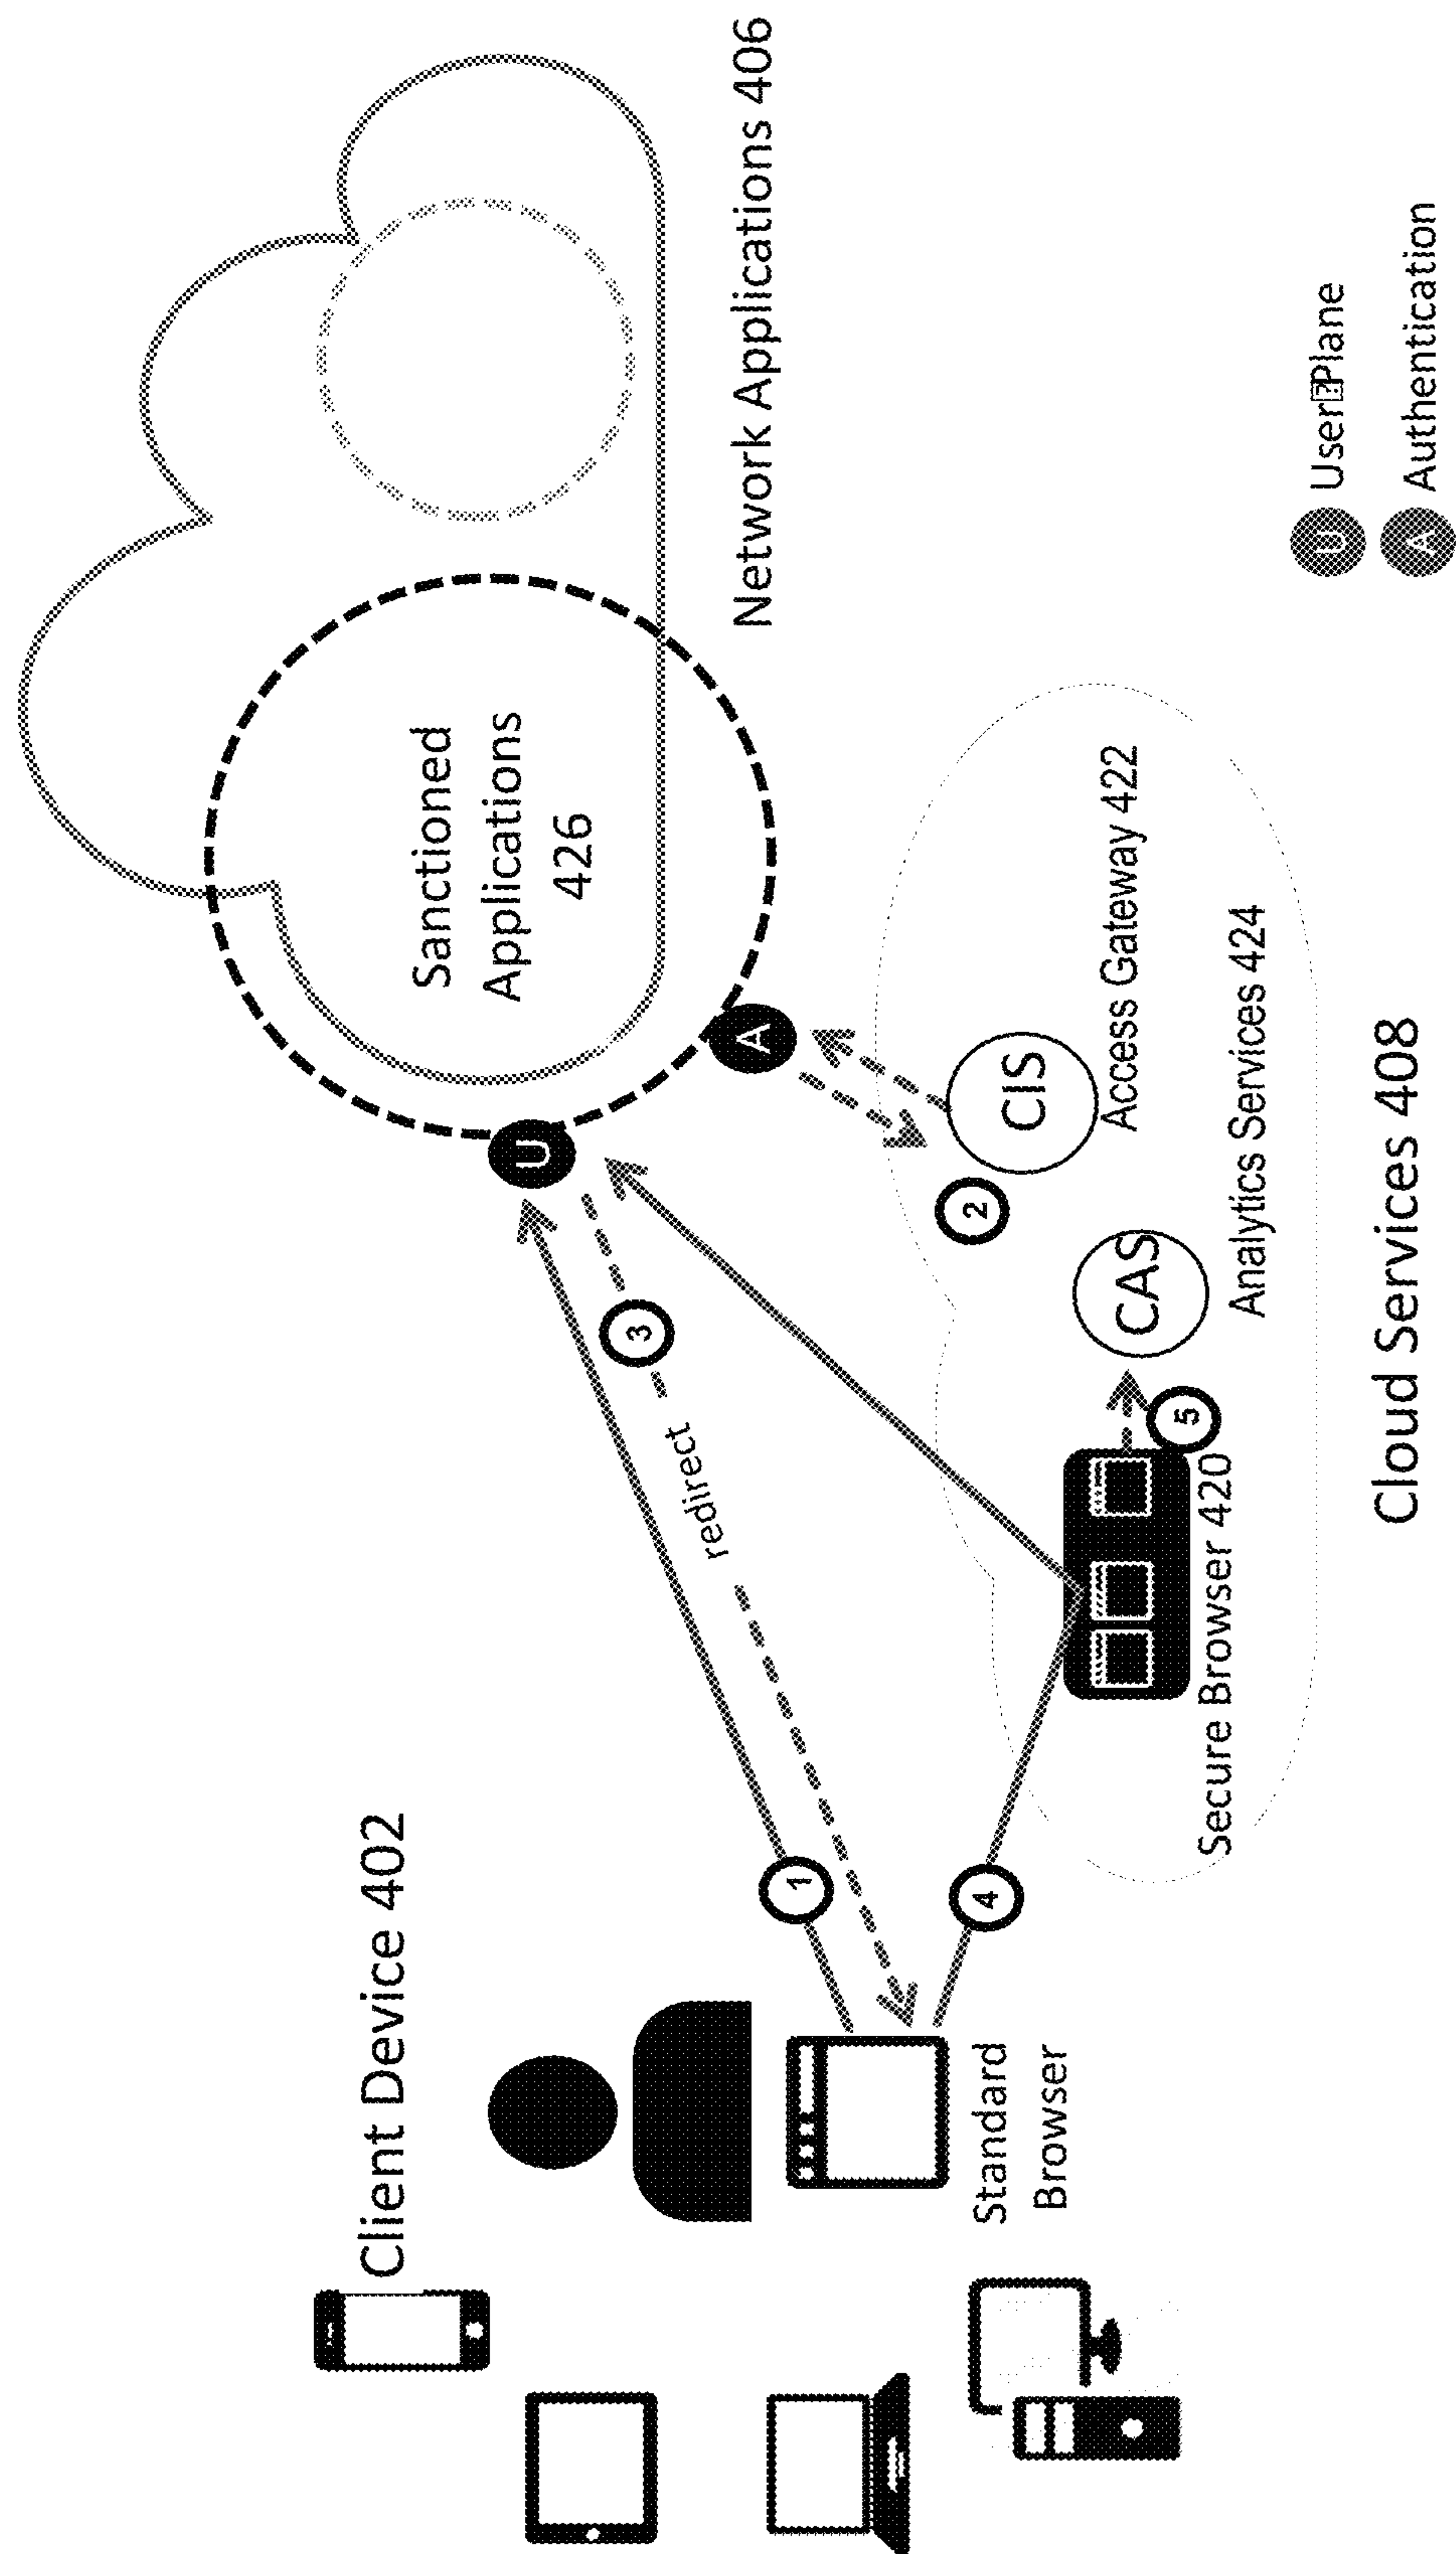 Client Device 402
Standard
Browser
1
redirect
3
4
U
A
Sanctioned
Applications
426
Network Applications 406
2
CIS
Access Gateway 422
CAS
Analytics Services 424
5
Secure Browser 420
Cloud Services 408
U User⍰Plane
A Authentication